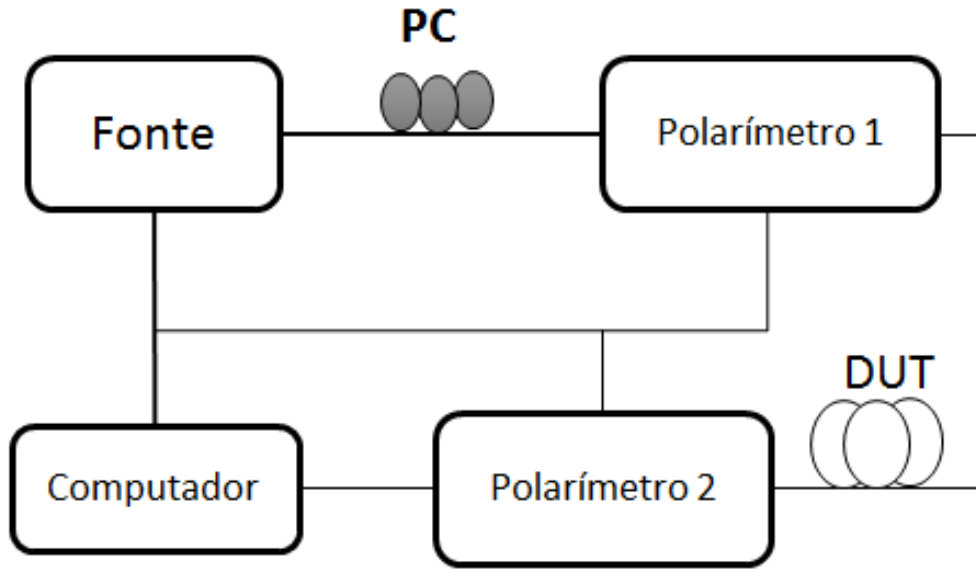 PC
Fonte
Polarímetro 1
DUT
Computador
Polarímetro 2